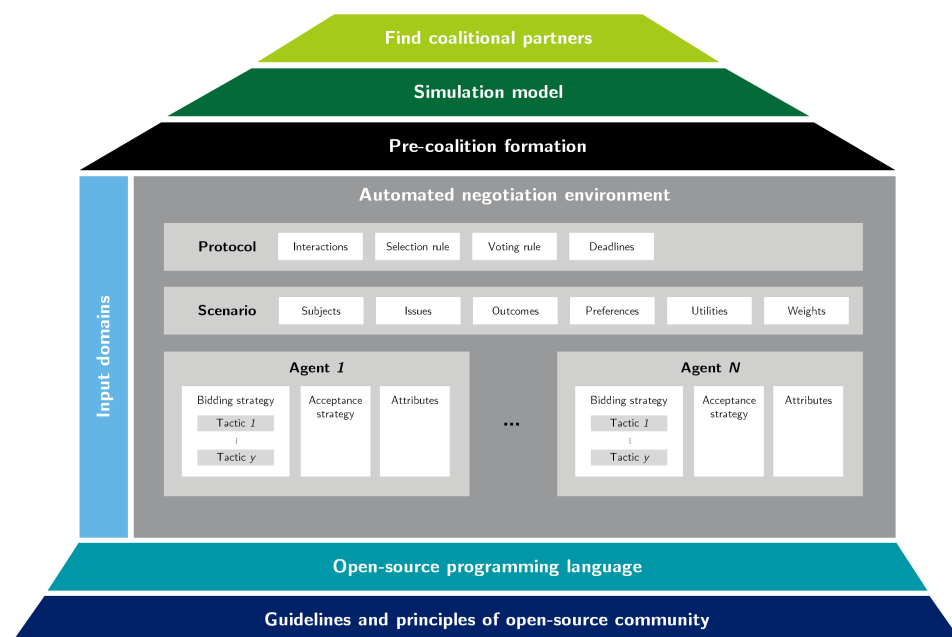 Find coalitional partners
Simulation model
Pre-coalition formation
Input domains
Automated negotiation environment
Protocol
Interactions
Selection rule
Voting rule
Deadlines
Scenario
Subjects
Issues
Outcomes
Preferences
Utilities
Weights
Agent 1
Bidding strategy
Tactic 1
⋮
Tactic y
Acceptance
strategy
Attributes
...
Agent N
Bidding strategy
Tactic 1
⋮
Tactic y
Acceptance
strategy
Attributes
Open-source programming language
Guidelines and principles of open-source community